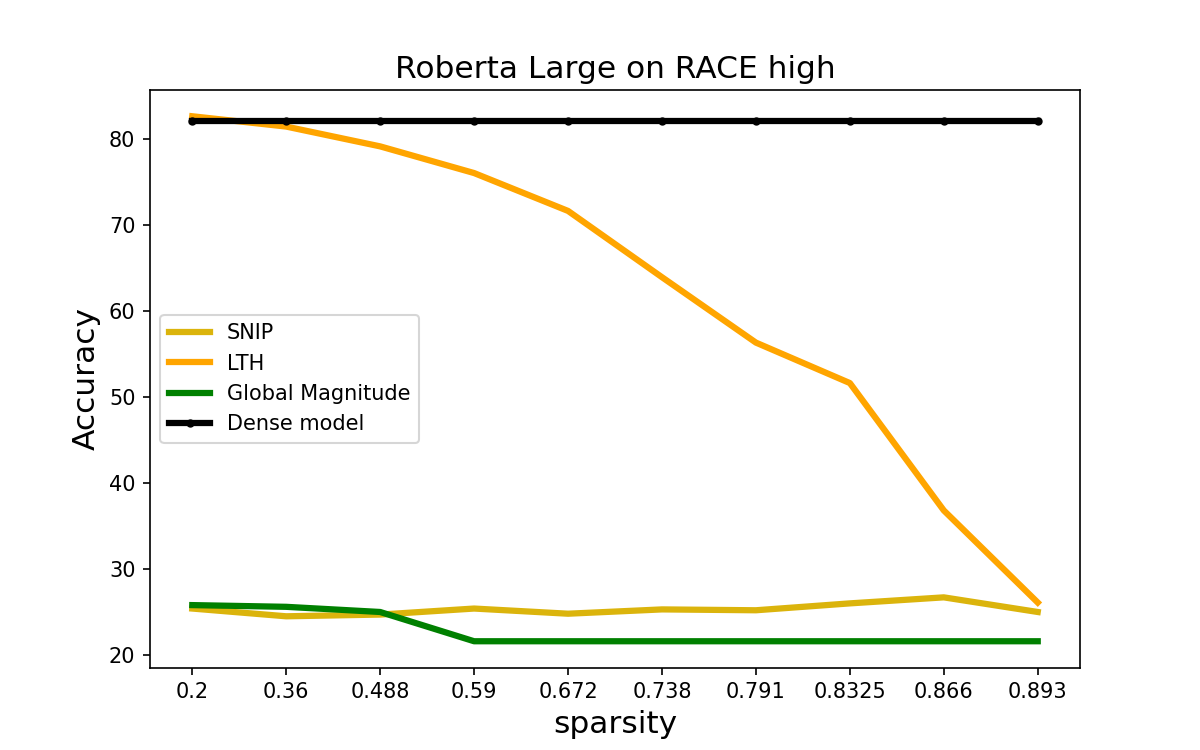 Roberta Large on RACE high
Accuracy
80
70
60
50
40
30
20
SNIP
LTH
Global Magnitude
Dense model
0.2 0.36 0.488 0.59 0.672 0.738 0.791 0.8325 0.866 0.893
sparsity